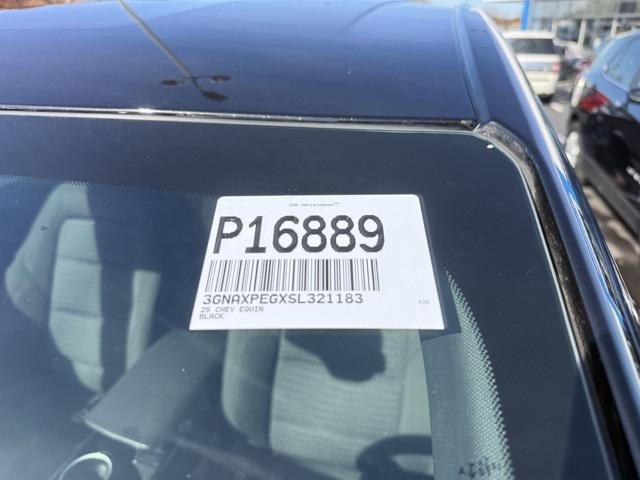 P16889
3GNAXPEGXSL321183
25 CHEV EQUIN
BLACK